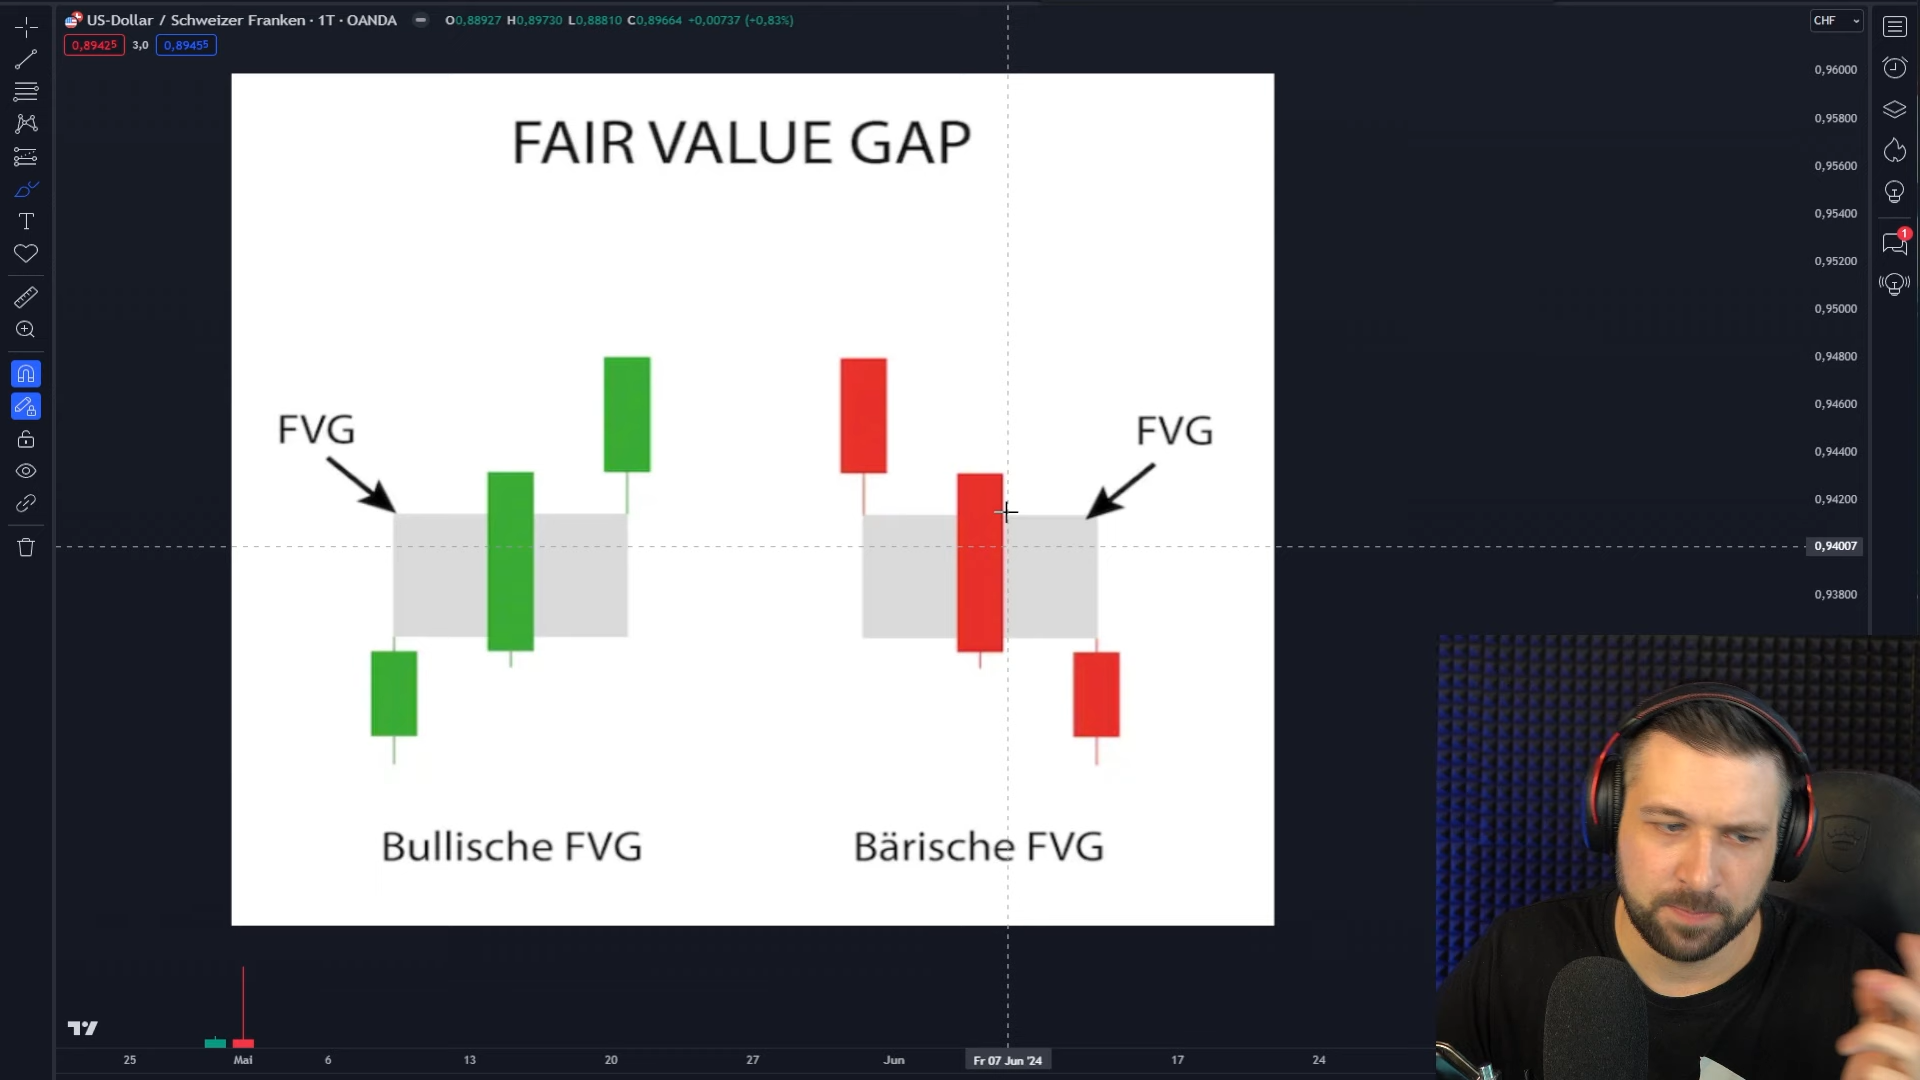 US-Dollar / Schweizer Franken · 1T · OANDA O0,88927 H0,89730 L0,88810 C0,89664 +0,00737 (+0,83%) CHF
0,89425 3,0 0,89455
FAIR VALUE GAP
FVG FVG
Bullische FVG Bärische FVG
0,96000
0,95800
0,95600
0,95400
0,95200
0,95000
0,94800
0,94600
0,94400
0,94200
0,94007
0,93800
1
25 Mai 6 13 20 27 Jun Fr 07 Jun '24 17 24